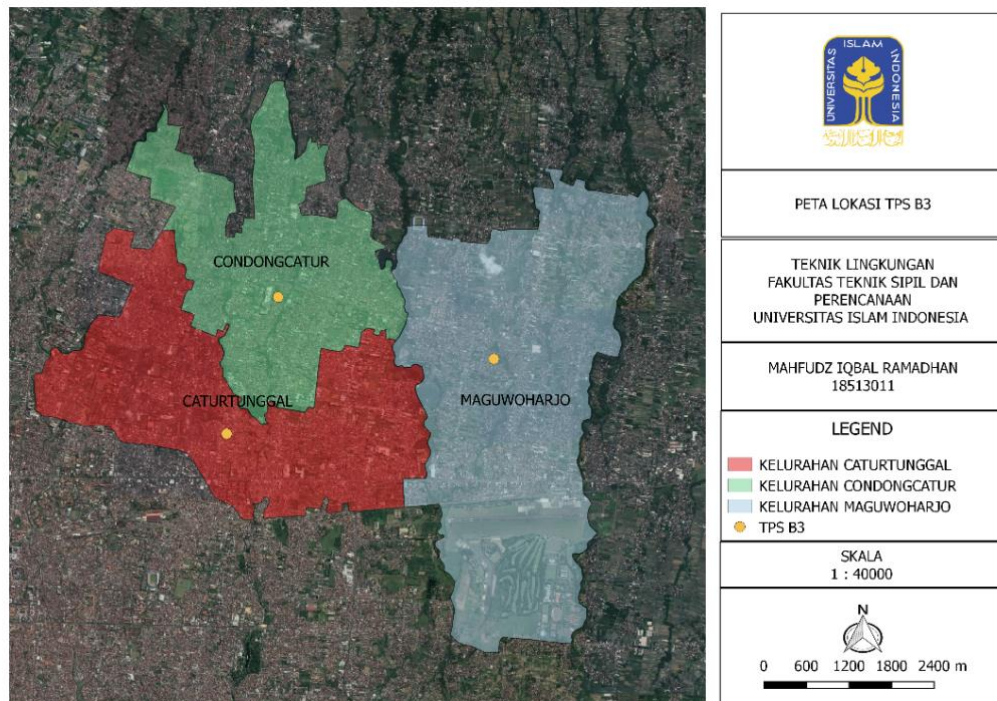 CONDONGCATUR
CATURTUNGGAL
MAGUWOHARJO
UNIVERSITAS ISLAM INDONESIA
PETA LOKASI TPS B3
TEKNIK LINGKUNGAN
FAKULTAS TEKNIK SIPIL DAN
PERENCANAAN
UNIVERSITAS ISLAM INDONESIA
MAHFUDZ IQBAL RAMADHAN
18513011
LEGEND
KELURAHAN CATURTUNGGAL
KELURAHAN CONDONGCATUR
KELURAHAN MAGUWOHARJO
TPS B3
SKALA
1 : 40000
N
0 600 1200 1800 2400 m